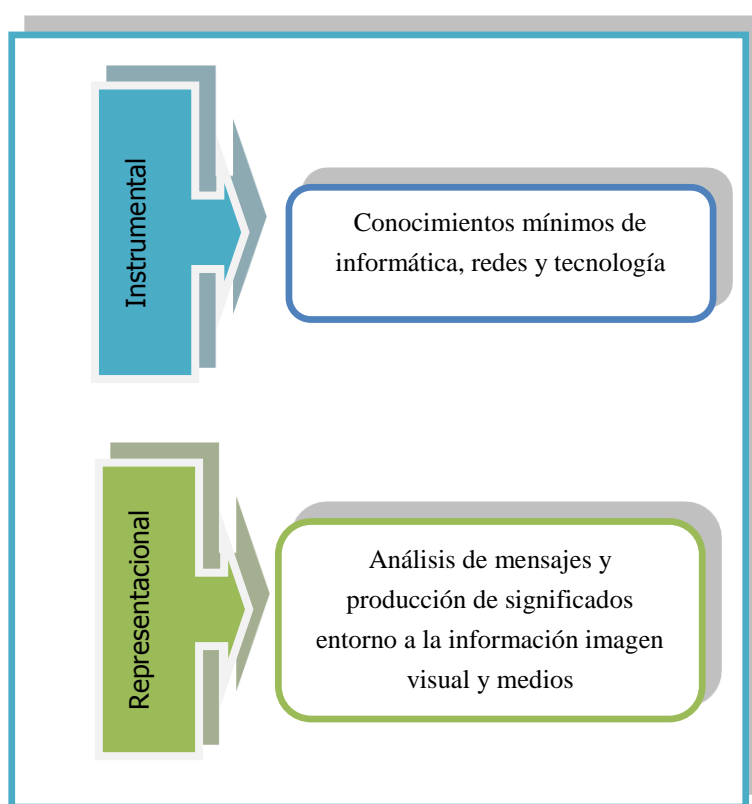 Instrumental
Conocimientos mínimos de
informática, redes y tecnología
Representacional
Análisis de mensajes y
producción de significados
entorno a la información imagen
visual y medios